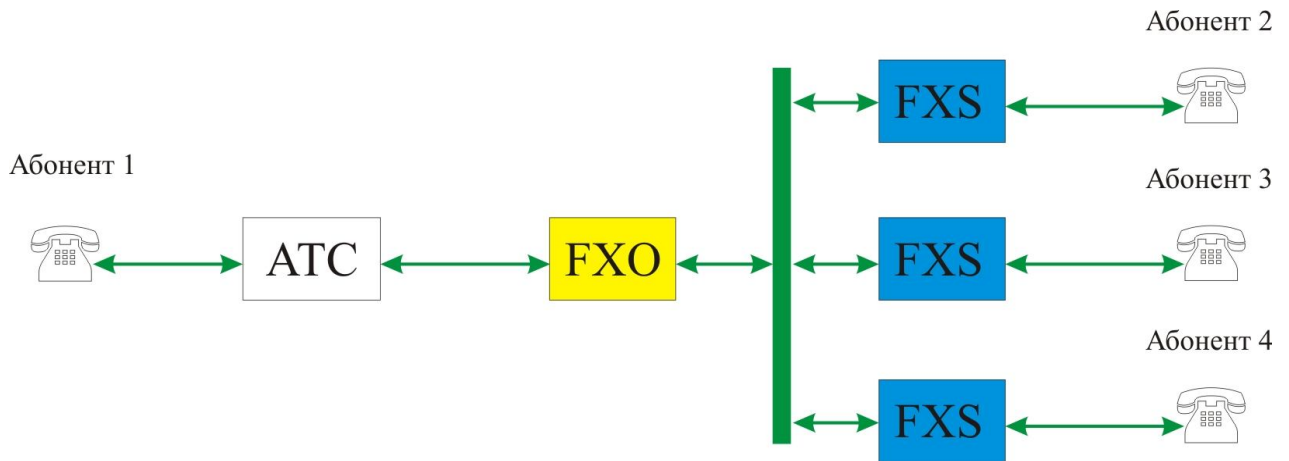 Абонент 2
FXS
Абонент 1
Абонент 3
АТС
FXO
FXS
Абонент 4
FXS